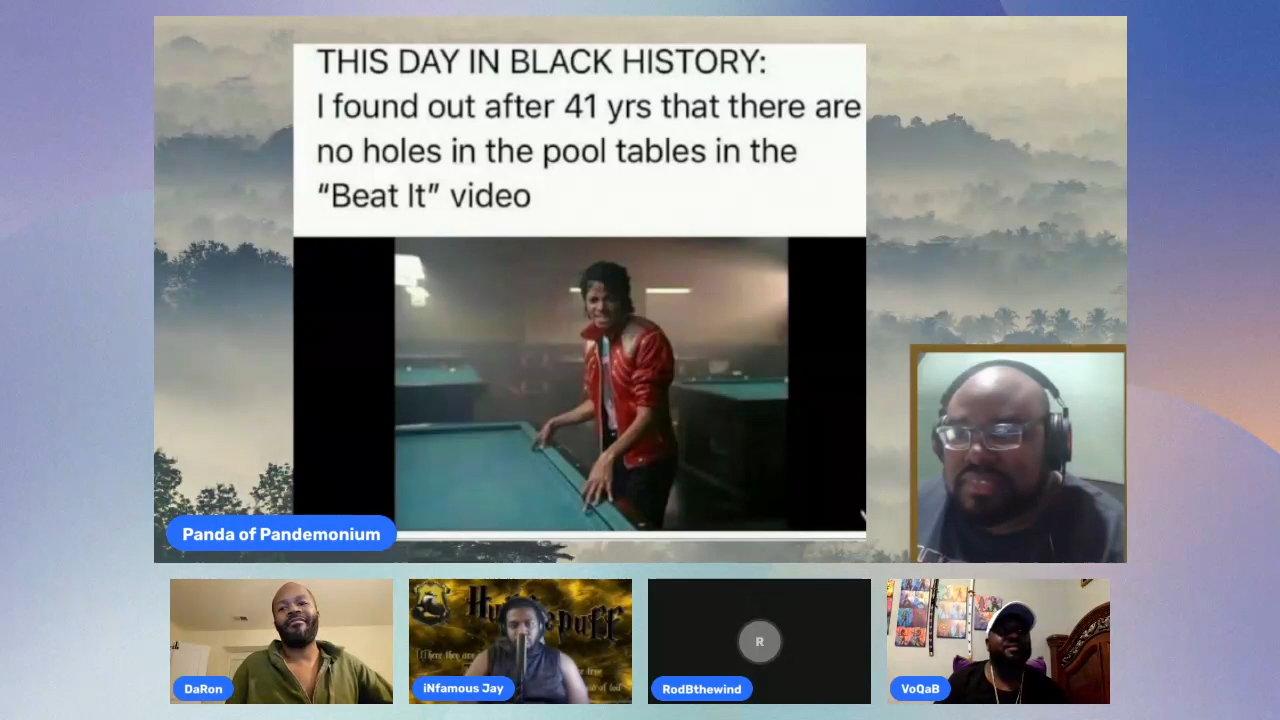 THIS DAY IN BLACK HISTORY:
I found out after 41 yrs that there are
no holes in the pool tables in the
“Beat It” video
Panda of Pandemonium
DaRon
iNfamous Jay
R
RodBthewind
VoQaB